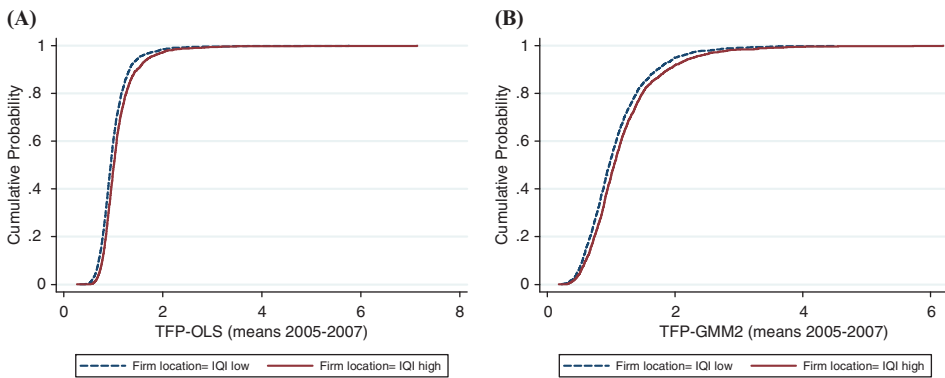 (A)
Cumulative Probability
1
.8
.6
.4
.2
0
0 2 4 6 8
TFP-OLS (means 2005-2007)
Firm location= IQI low Firm location= IQI high
(B)
Cumulative Probability
1
.8
.6
.4
.2
0
0 2 4 6
TFP-GMM2 (means 2005-2007)
Firm location= IQI low Firm location= IQI high